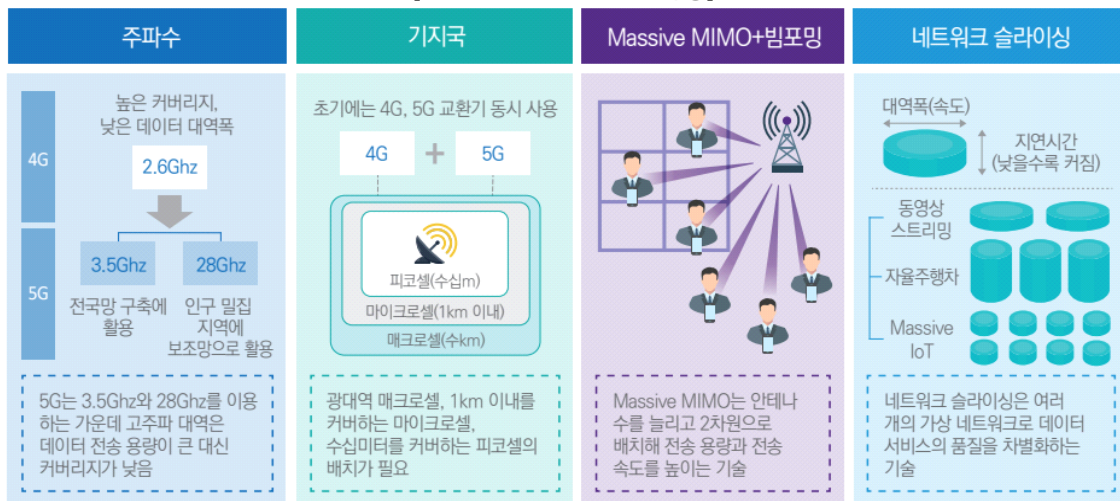 주파수
4G
높은 커버리지,
낮은 데이터 대역폭
2.6Ghz
5G
3.5Ghz
28Ghz
전국망 구축에
활용
인구 밀집
지역에
보조망으로 활용
5G는 3.5Ghz와 28Ghz를 이용
하는 가운데 고주파 대역은
데이터 전송 용량이 큰 대신
커버리지가 낮음
기지국
초기에는 4G, 5G 교환기 동시 사용
4G + 5G
피코셀(수십m)
마이크로셀(1km 이내)
매크로셀(수km)
광대역 매크로셀, 1km 이내를
커버하는 마이크로셀,
수십미터를 커버하는 피코셀의
배치가 필요
Massive MIMO+빔포밍
Massive MIMO는 안테나
수를 늘리고 2차원으로
배치해 전송 용량과 전송
속도를 높이는 기술
네트워크 슬라이싱
대역폭(속도)
지연시간
(낮을수록 커짐)
동영상
스트리밍
자율주행차
Massive
IoT
네트워크 슬라이싱은 여러
개의 가상 네트워크로 데이터
서비스의 품질을 차별화하는
기술